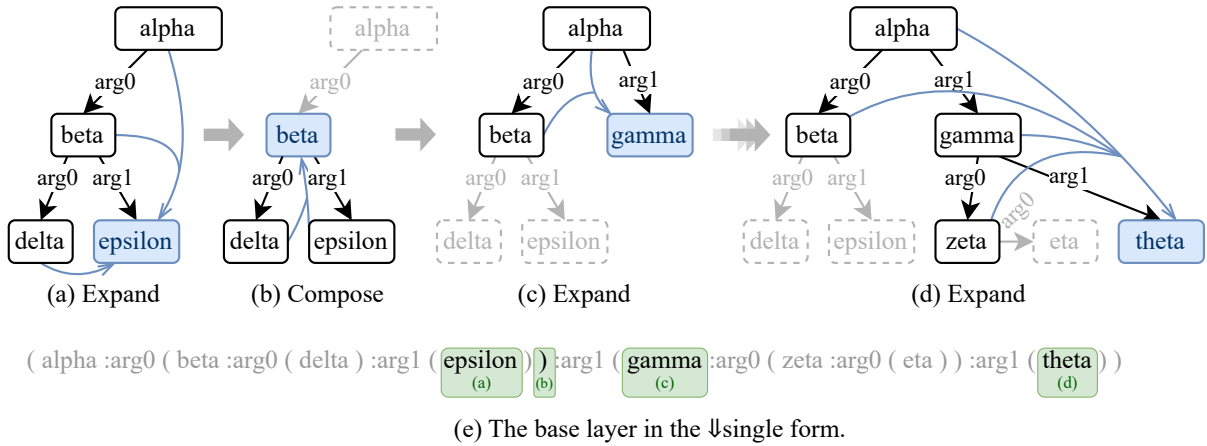 alpha
arg0
beta
arg0
arg1
delta
epsilon
(a) Expand
alpha
arg0
beta
arg0
arg1
delta
epsilon
(b) Compose
alpha
arg0
arg1
beta
gamma
arg0
arg1
delta
epsilon
(c) Expand
alpha
arg0
arg1
beta
gamma
arg0
arg1
arg0
arg1
delta
epsilon
zeta
arg0
eta
theta
(d) Expand
( alpha :arg0 ( beta :arg0 ( delta ) :arg1 ( epsilon ) ) :arg1 ( gamma :arg0 ( zeta :arg0 ( eta ) ) :arg1 ( theta ) )
(a) (b) (c) (d)
(e) The base layer in the ⇓single form.